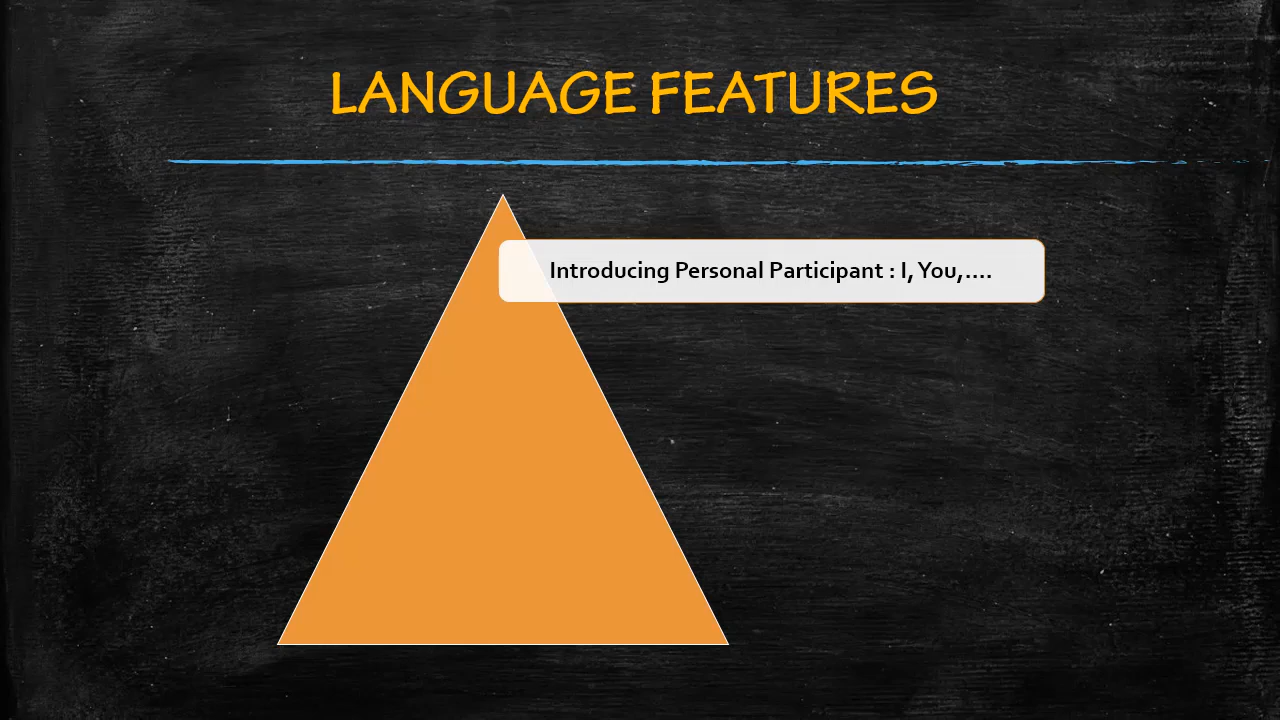 LANGUAGE FEATURES
Introducing Personal Participant : I, You,....